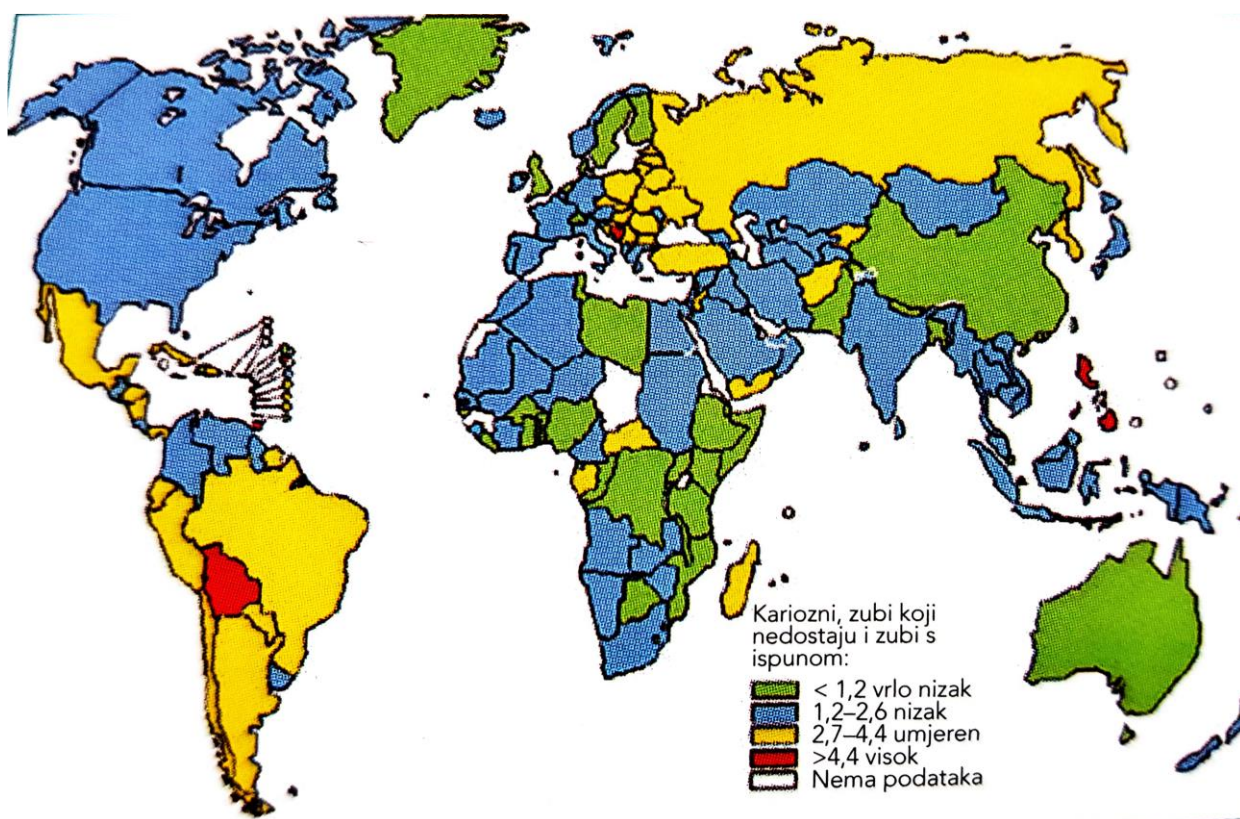 Kariozni, zubi koji
nedostaju i zubi s
ispunom:
< 1,2 vrlo nizak
1,2–2,6 nizak
2,7–4,4 umjeren
>4,4 visok
Nema podataka